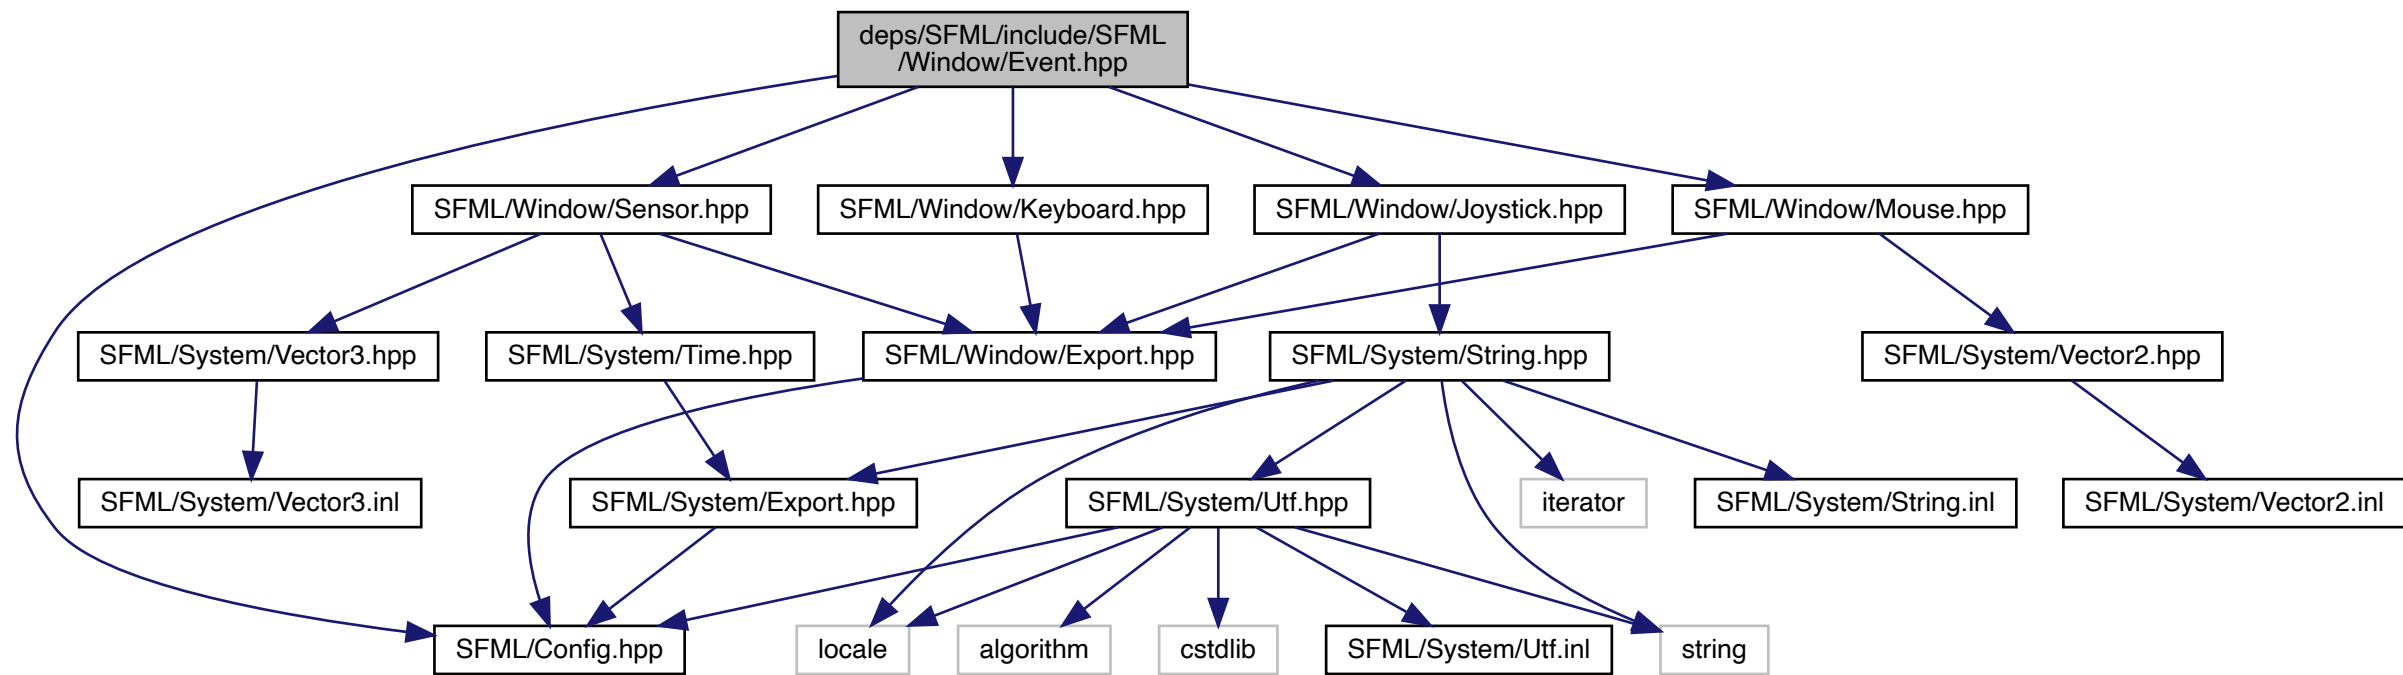 deps/SFML/include/SFML
/Window/Event.hpp
SFML/Window/Sensor.hpp
SFML/Window/Keyboard.hpp
SFML/Window/Joystick.hpp
SFML/Window/Mouse.hpp
SFML/System/Vector3.hpp
SFML/System/Time.hpp
SFML/Window/Export.hpp
SFML/System/String.hpp
SFML/System/Vector2.hpp
SFML/System/Vector3.inl
SFML/System/Export.hpp
SFML/System/Utf.hpp
iterator
SFML/System/String.inl
SFML/System/Vector2.inl
SFML/Config.hpp
locale
algorithm
cstdlib
SFML/System/Utf.inl
string